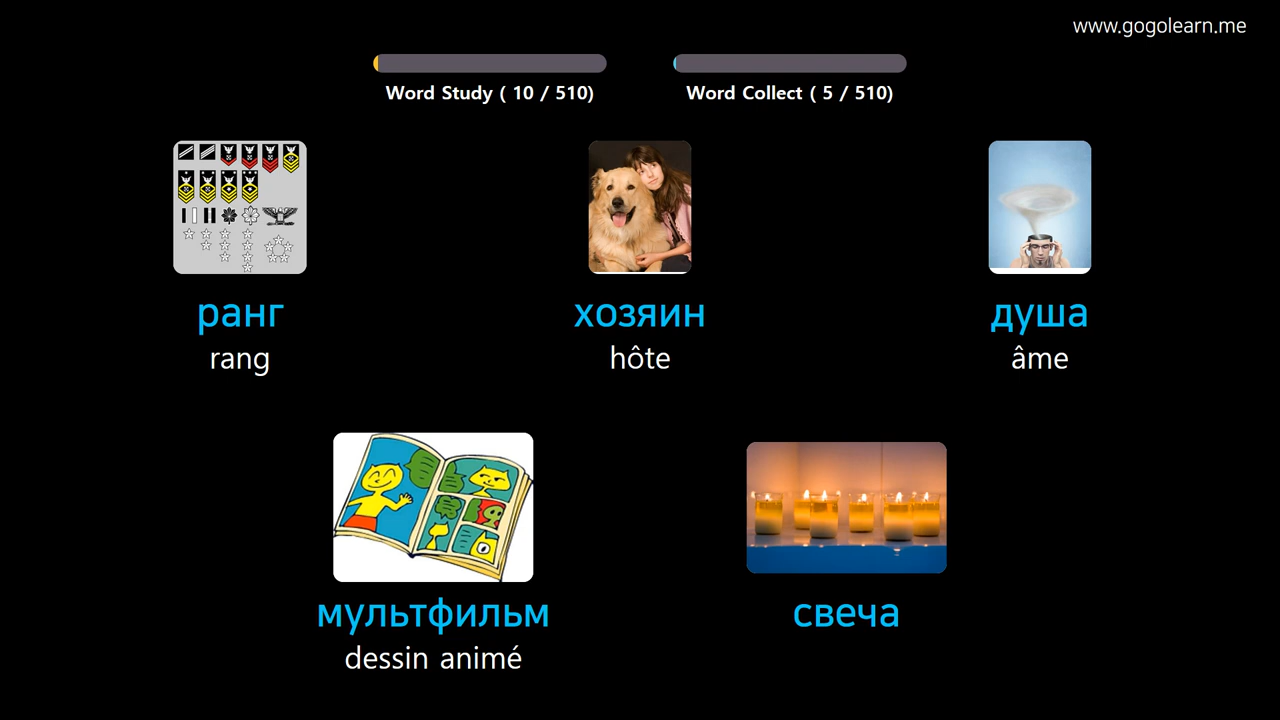 www.gogolearn.me
Word Study ( 10 / 510)
Word Collect ( 5 / 510)
ранг
rang
хозяин
hôte
душа
âme
мультфильм
dessin animé
свеча